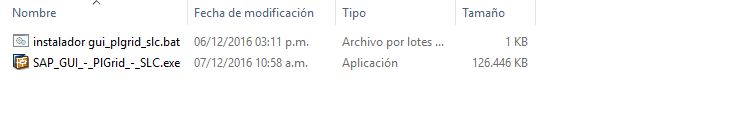 Nombre Fecha de modificación Tipo Tamaño
instalador gui_plgrid_slc.bat 06/12/2016 03:11 p.m. Archivo por lotes ... 1 KB
SAP_GUI_-_PlGrid_-_SLC.exe 07/12/2016 10:58 a.m. Aplicación 126.446 KB